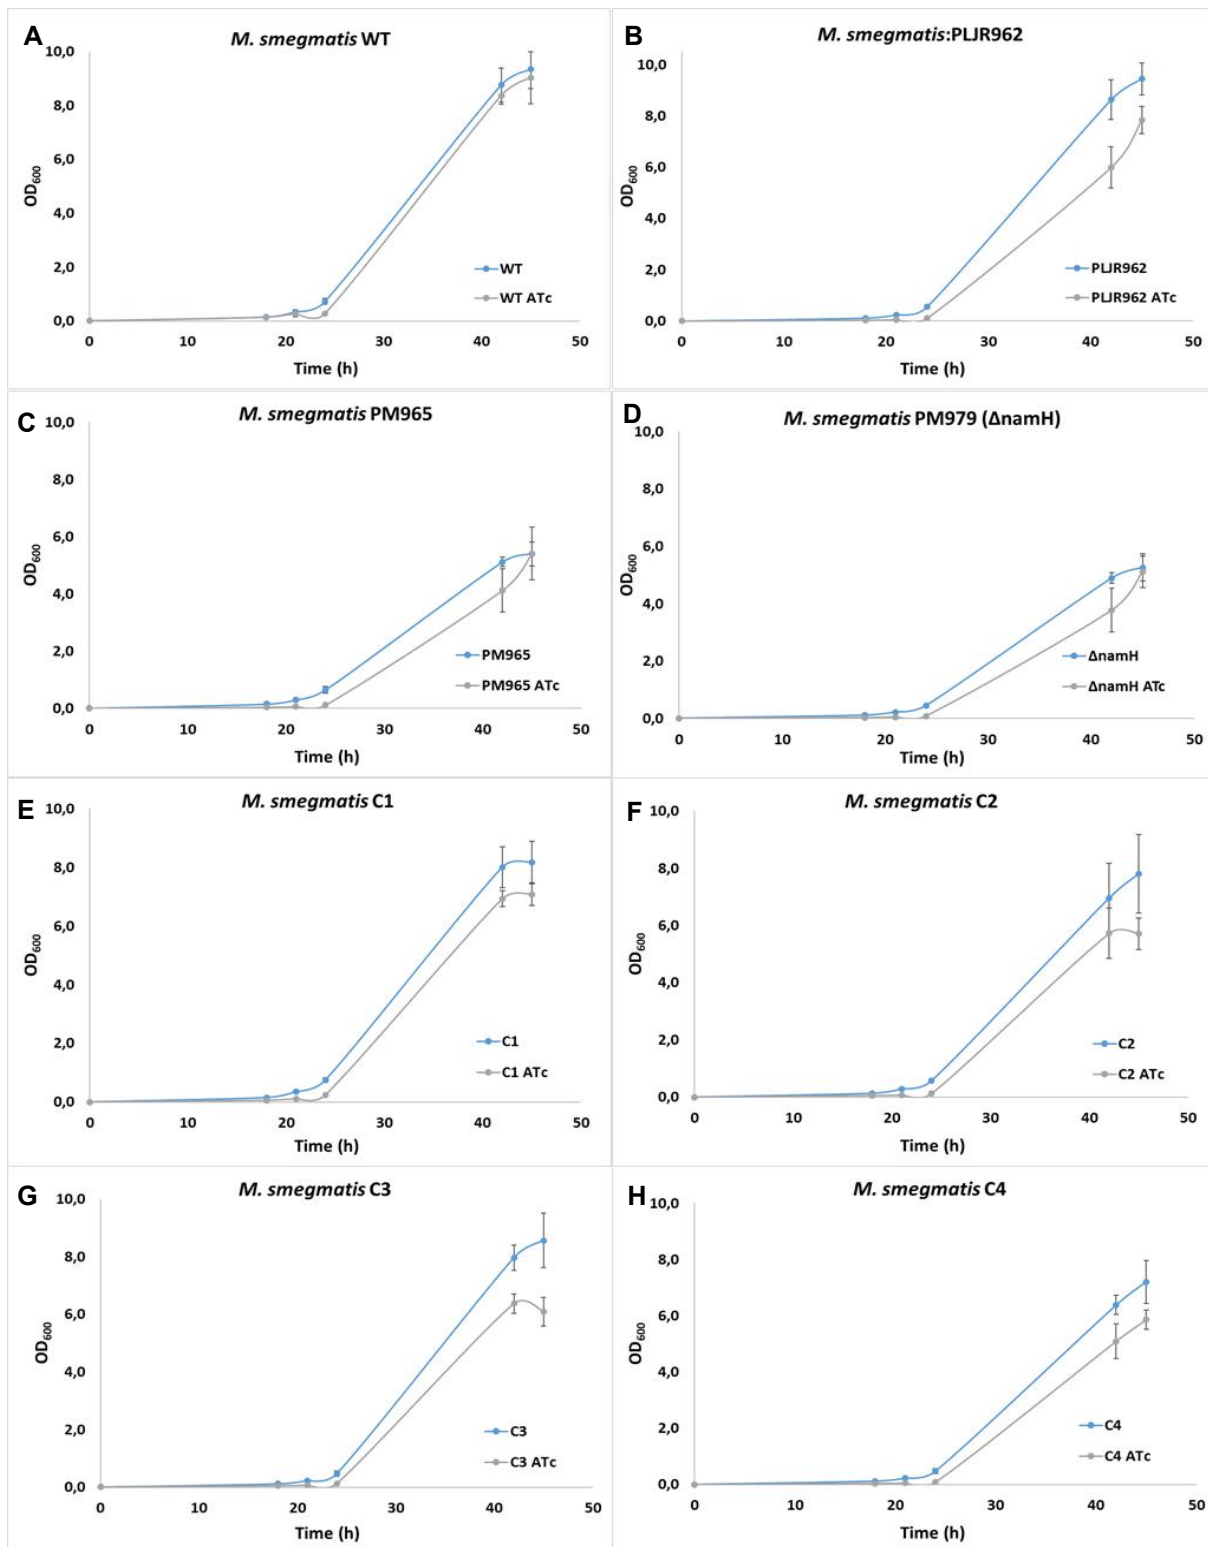 A
M. smegmatis WT
10,0
8,0
6,0
4,0
2,0
0,0
OD600
0 10 20 30 40 50
Time (h)
WT
WT ATc
B
M. smegmatis:PLJR962
10,0
8,0
6,0
4,0
2,0
0,0
OD600
0 10 20 30 40 50
Time (h)
PLJR962
PLJR962 ATc
C
M. smegmatis PM965
10,0
8,0
6,0
4,0
2,0
0,0
OD600
0 10 20 30 40 50
Time (h)
PM965
PM965 ATc
D
M. smegmatis PM979 (ΔnamH)
10,0
8,0
6,0
4,0
2,0
0,0
OD600
0 10 20 30 40 50
Time (h)
ΔnamH
ΔnamH ATc
E
M. smegmatis C1
10,0
8,0
6,0
4,0
2,0
0,0
OD600
0 10 20 30 40 50
Time (h)
C1
C1 ATc
F
M. smegmatis C2
10,0
8,0
6,0
4,0
2,0
0,0
OD600
0 10 20 30 40 50
Time (h)
C2
C2 ATc
G
M. smegmatis C3
10,0
8,0
6,0
4,0
2,0
0,0
OD600
0 10 20 30 40 50
Time (h)
C3
C3 ATc
H
M. smegmatis C4
10,0
8,0
6,0
4,0
2,0
0,0
OD600
0 10 20 30 40 50
Time (h)
C4
C4 ATc